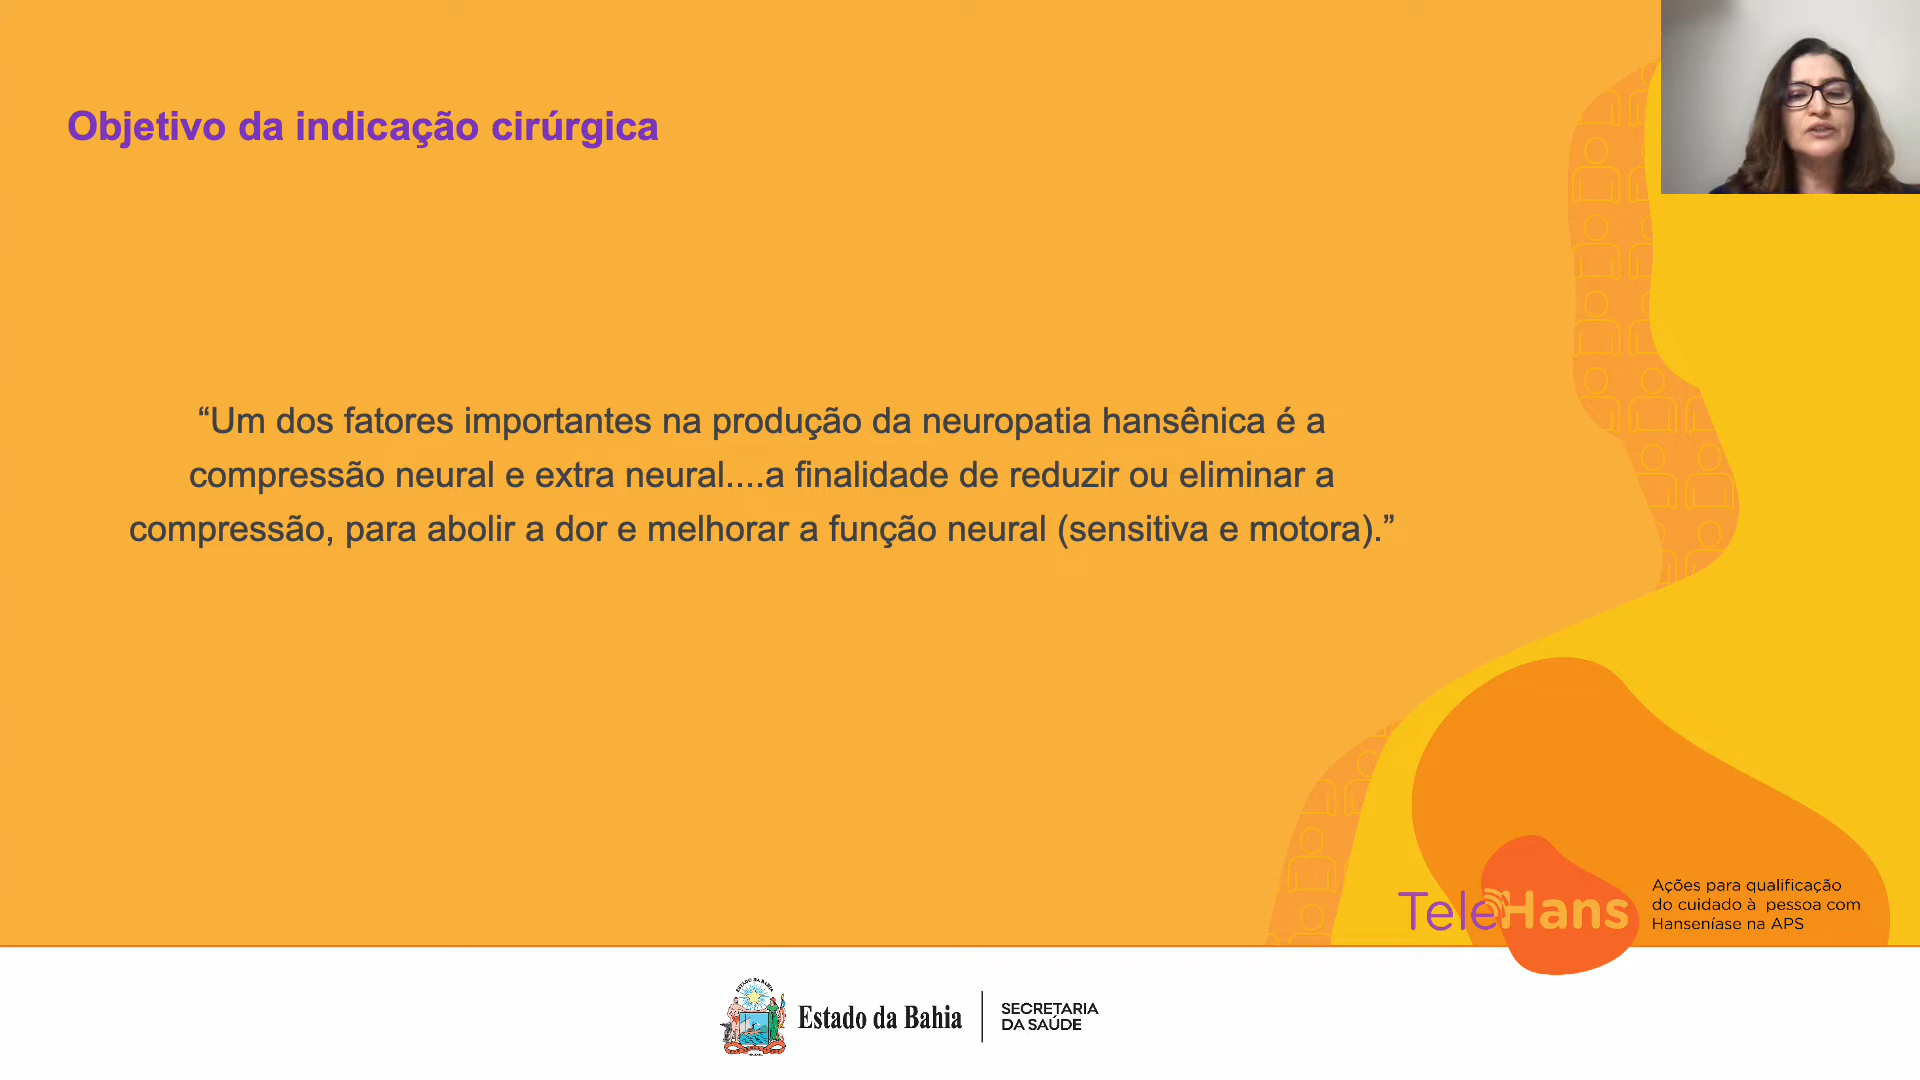 Objetivo da indicação cirúrgica
“Um dos fatores importantes na produção da neuropatia hansênica é a
compressão neural e extra neural....a finalidade de reduzir ou eliminar a
compressão, para abolir a dor e melhorar a função neural (sensitiva e motora).”
TeleHans
Ações para qualificação
do cuidado à pessoa com
Hanseníase na APS
Estado da Bahia
SECRETARIA
DA SAÚDE